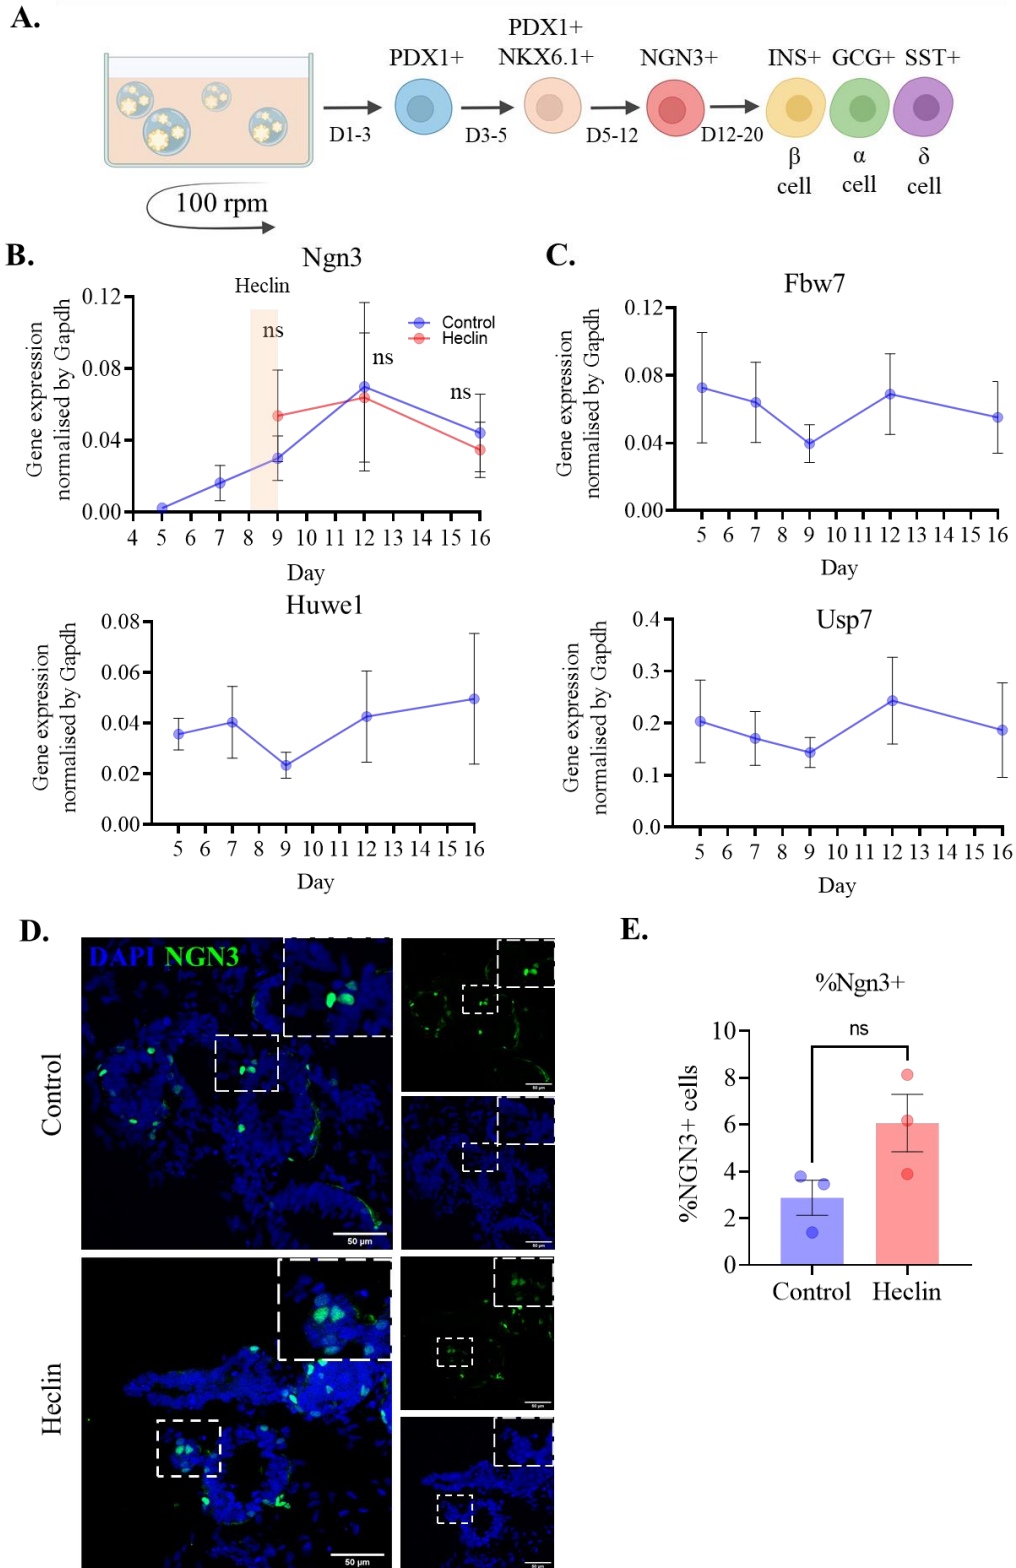 A.
PDX1+
PDX1+
NKX6.1+
NGN3+
INS+ GCG+ SST+
D1-3
D3-5
D5-12
D12-20
β
cell
α
cell
δ
cell
100 rpm
B.
Ngn3
Heclin
Gene expression
normalised by Gapdh
0.12
0.08
0.04
0.00
ns
ns
ns
Control
Heclin
4 5 6 7 8 9 10 11 12 13 14 15 16
Day
C.
Fbw7
Gene expression
normalised by Gapdh
0.12
0.08
0.04
0.00
5 6 7 8 9 10 11 12 13 14 15 16
Day
Huwe1
Gene expression
normalised by Gapdh
0.08
0.06
0.04
0.02
0.00
5 6 7 8 9 10 11 12 13 14 15 16
Day
Usp7
Gene expression
normalised by Gapdh
0.4
0.3
0.2
0.1
0.0
5 6 7 8 9 10 11 12 13 14 15 16
Day
D.
DAPI NGN3
Control
50 µm
50 µm
50 µm
Heclin
50 µm
50 µm
50 µm
E.
%Ngn3+
%NGN3+ cells
10
8
6
4
2
0
ns
Control Heclin